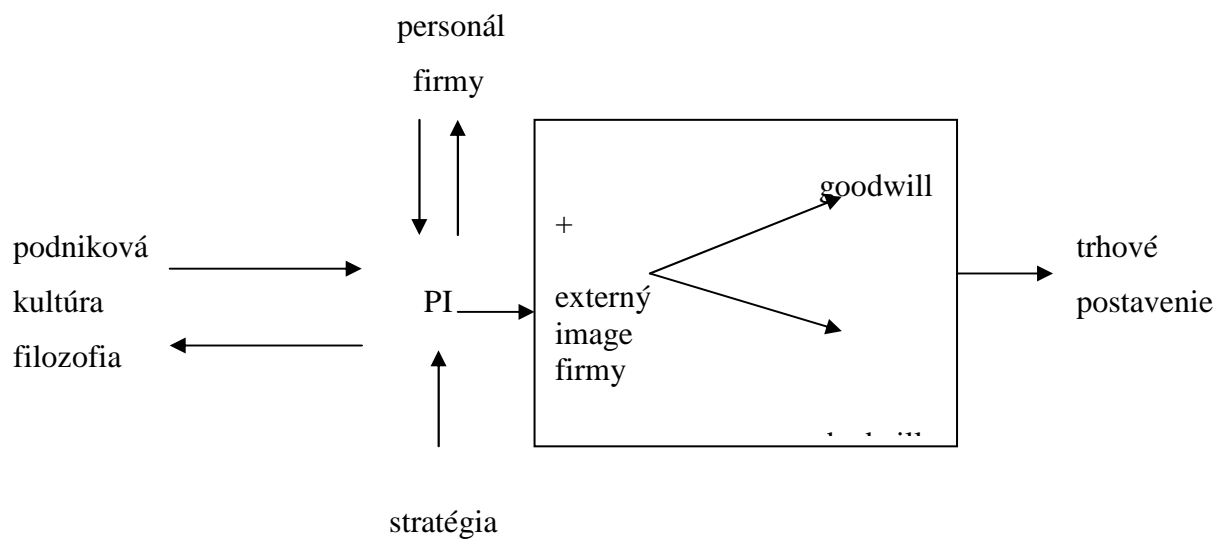 personál
firmy
goodwill
+
podniková
kultúra
filozofia
PI
externý
image
firmy
trhové
postavenie
stratégia